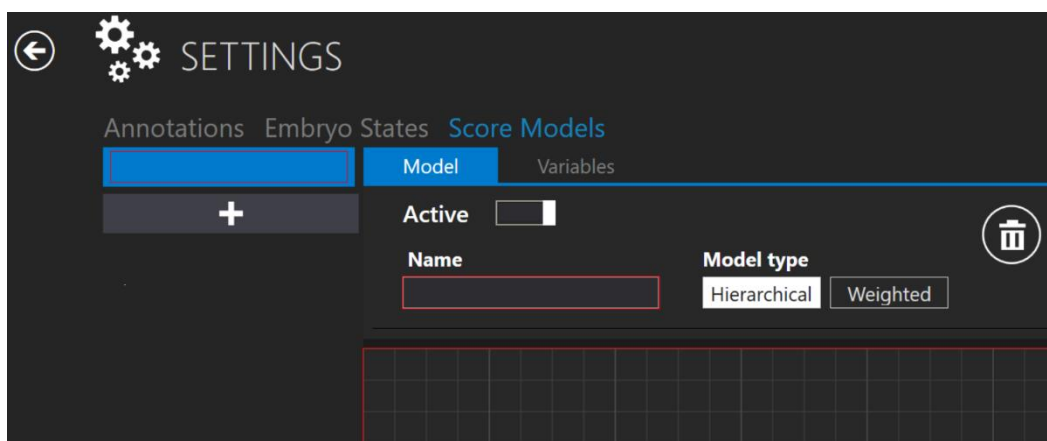 SETTINGS
Annotations Embryo States Score Models
Model Variables
Active
Name Model type
Hierarchical Weighted